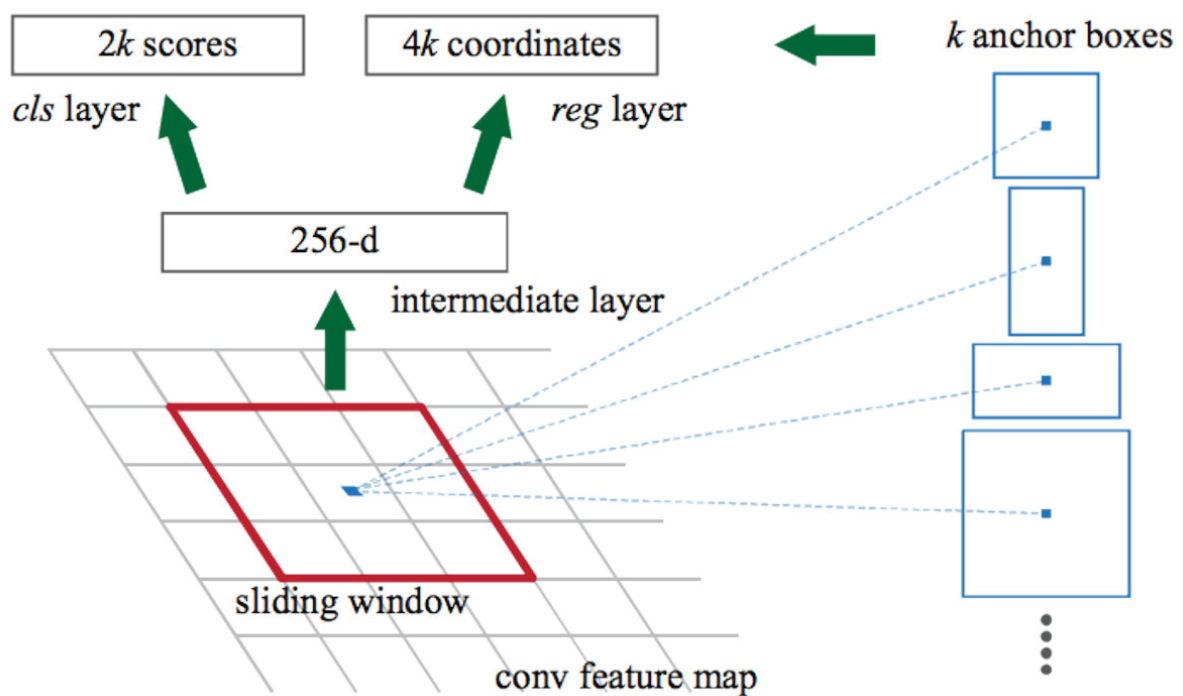 2k scores
4k coordinates
k anchor boxes
cls layer
reg layer
256-d
intermediate layer
sliding window
conv feature map